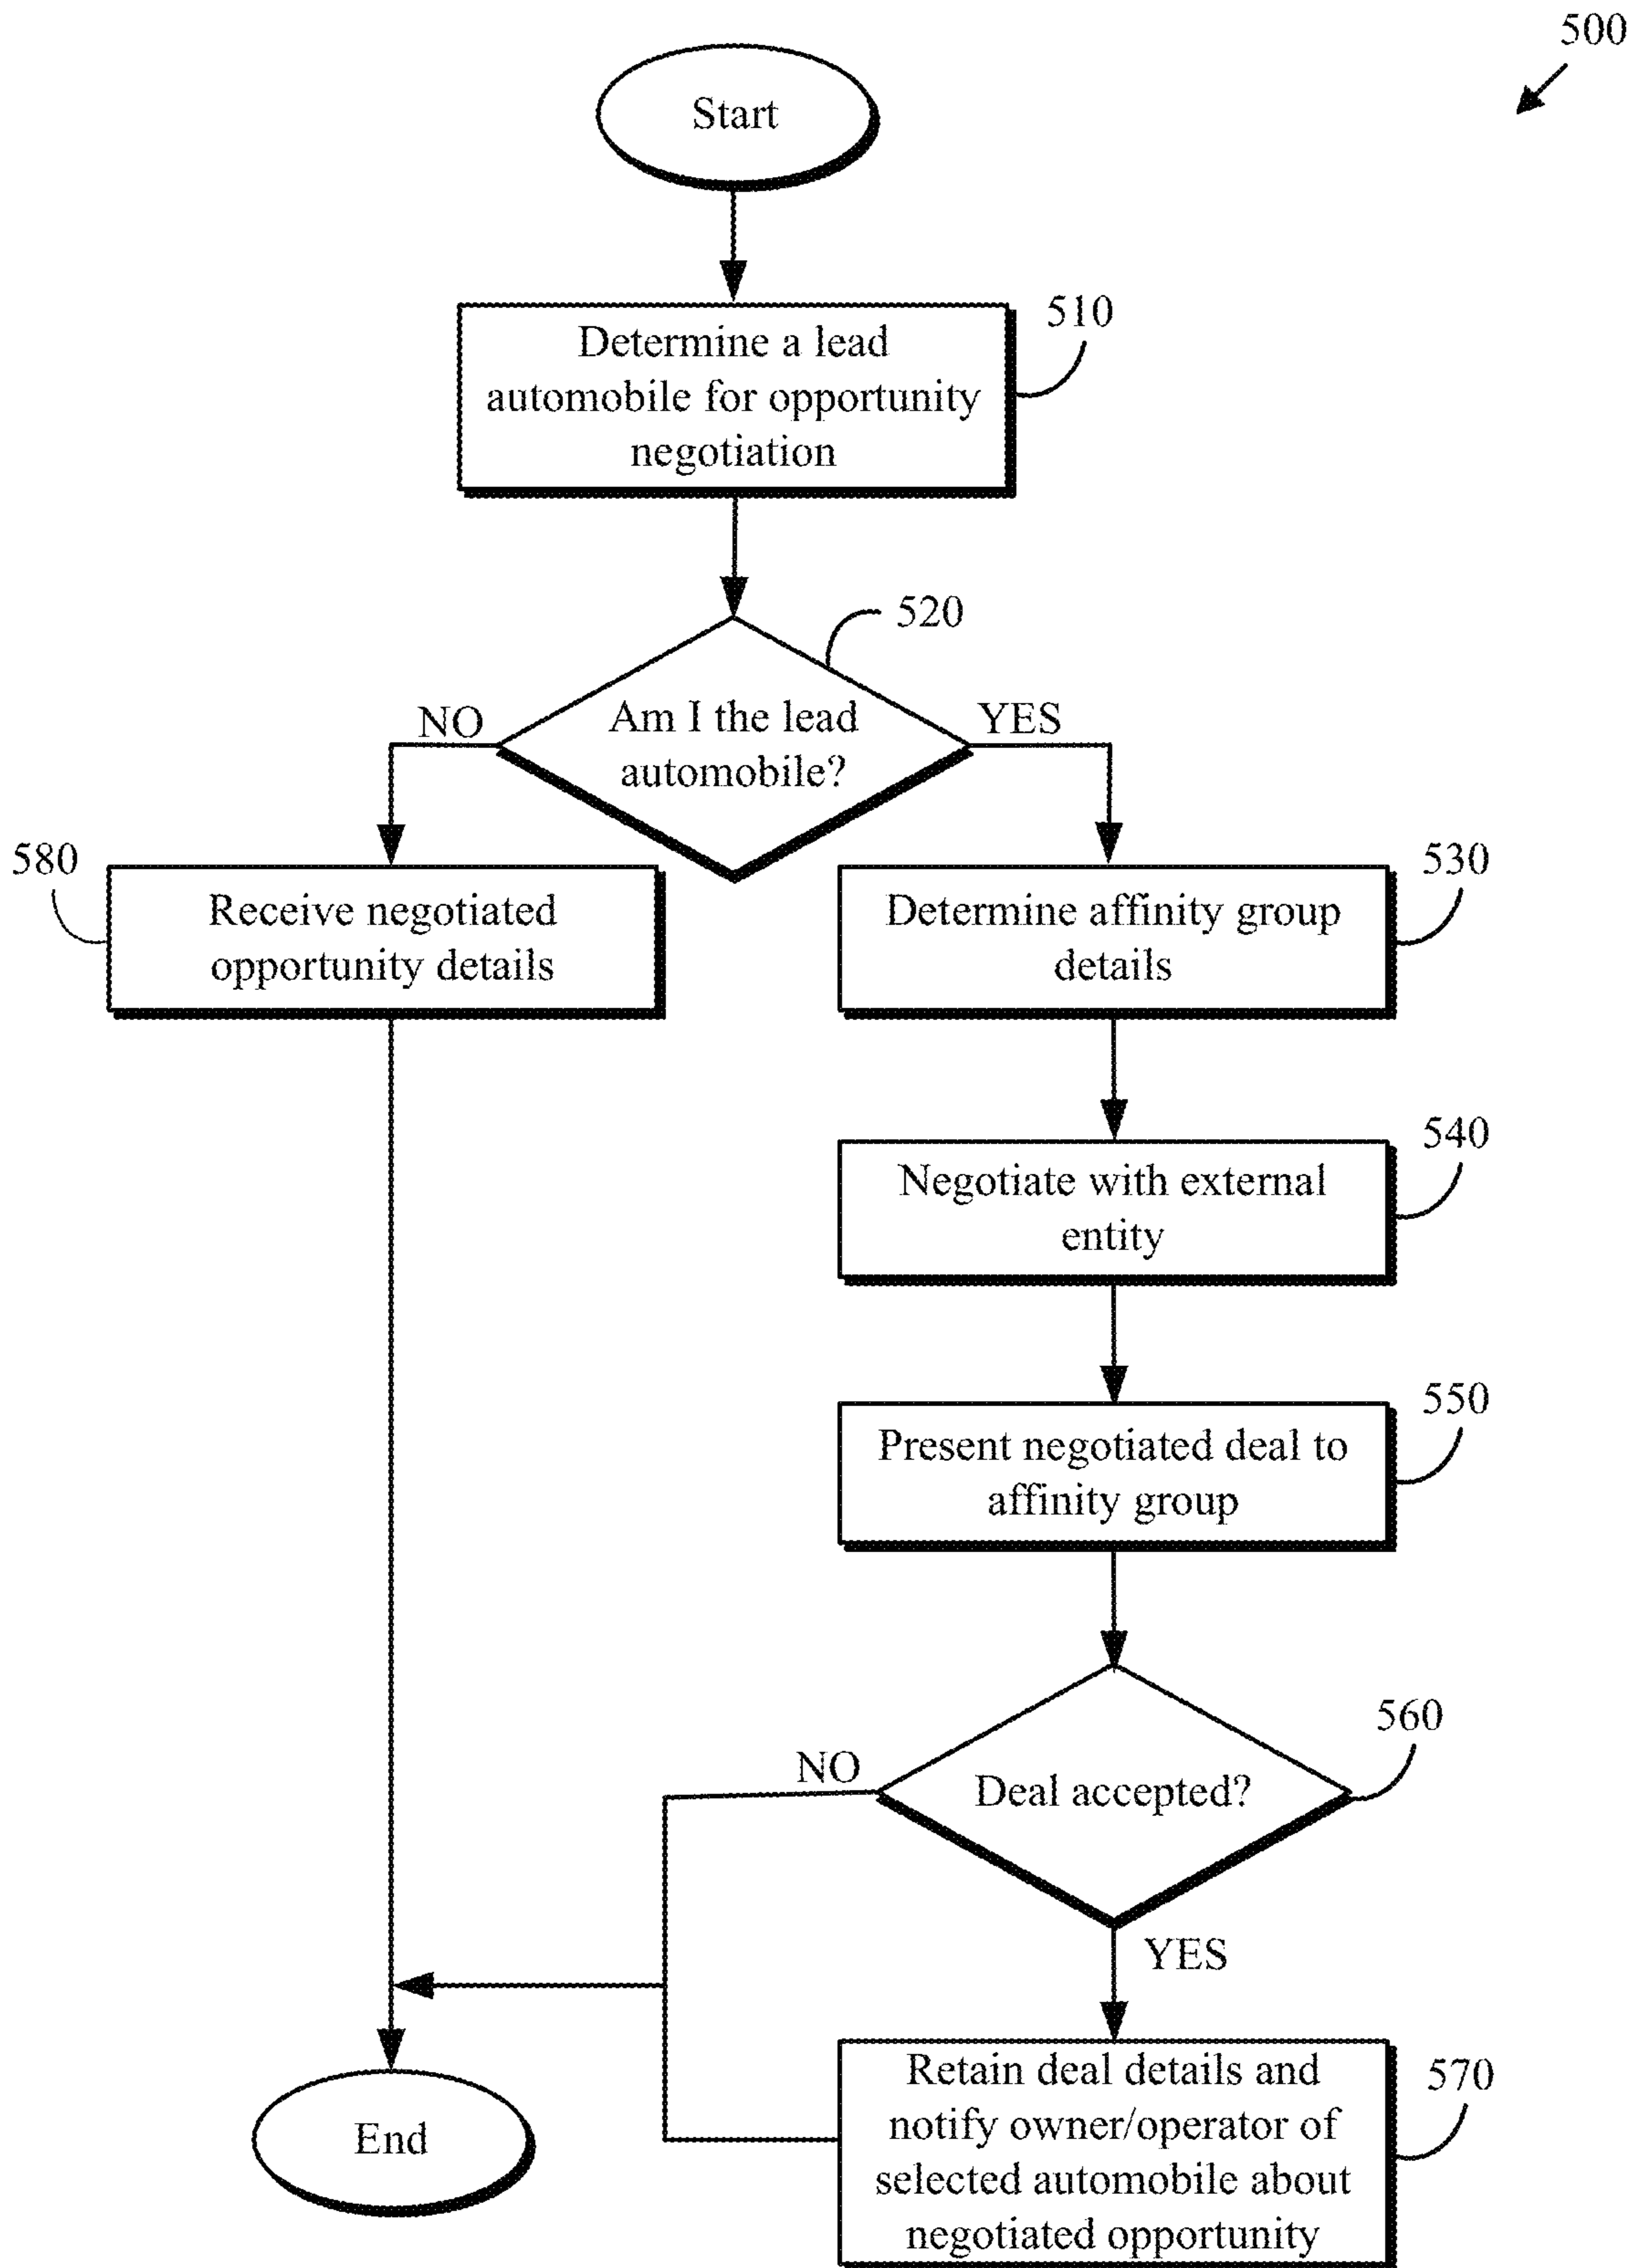 500
Start
510
Determine a lead
automobile for opportunity
negotiation
520
Am I the lead
automobile?
NO
YES
580
Receive negotiated
opportunity details
530
Determine affinity group
details
540
Negotiate with external
entity
550
Present negotiated deal to
affinity group
560
Deal accepted?
NO
YES
570
Retain deal details and
notify owner/operator of
selected automobile about
negotiated opportunity
End